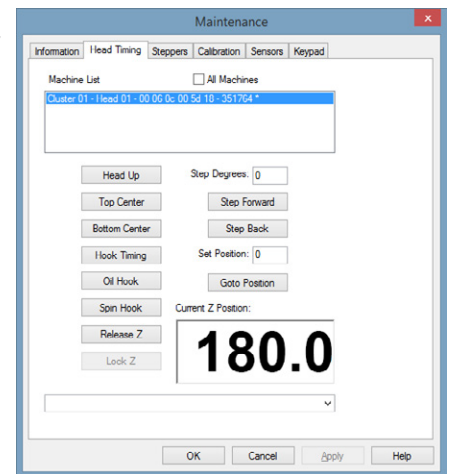 Maintenance
x
Information Head Timing Steppers Calibration Sensors Keypad
Machine List
All Machines
Cluster 01 - Head 01 - 00 06 0c 00 5d 18 - 351764 *
Head Up
Step Degrees: 0
Top Center
Step Forward
Bottom Center
Step Back
Hook Timing
Set Position: 0
Oil Hook
Goto Position
Spin Hook
Current Z Position:
Release Z
180.0
Lock Z
OK Cancel Apply Help